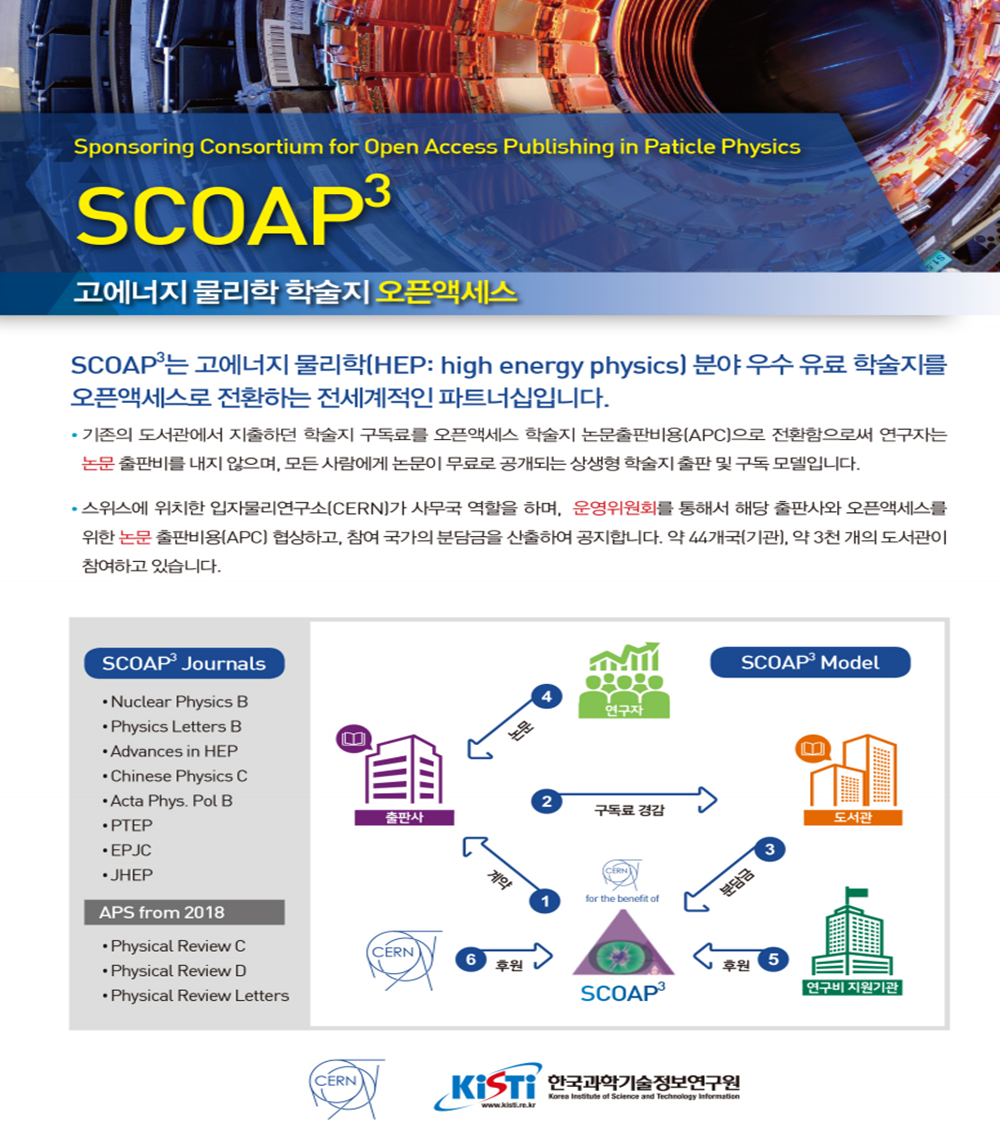 Sponsoring Consortium for Open Access Publishing in Paticle Physics
SCOAP³
고에너지 물리학 학술지 오픈액세스
SCOAP³는 고에너지 물리학(HEP: high energy physics) 분야 우수 유료 학술지를
오픈액세스로 전환하는 전세계적인 파트너십입니다.
• 기존의 도서관에서 지출하던 학술지 구독료를 오픈액세스 학술지 논문출판비용(APC)으로 전환함으로써 연구자는
논문 출판비를 내지 않으며, 모든 사람에게 논문이 무료로 공개되는 상생형 학술지 출판 및 구독 모델입니다.
• 스위스에 위치한 입자물리연구소(CERN)가 사무국 역할을 하며, 운영위원회를 통해서 해당 출판사와 오픈액세스를
위한 논문 출판비용(APC) 협상하고, 참여 국가의 분담금을 산출하여 공지합니다. 약 44개국(기관), 약 3천 개의 도서관이
참여하고 있습니다.
SCOAP³ Journals
• Nuclear Physics B
• Physics Letters B
• Advances in HEP
• Chinese Physics C
• Acta Phys. Pol B
• PTEP
• EPJC
• JHEP
APS from 2018
• Physical Review C
• Physical Review D
• Physical Review Letters
SCOAP³ Model
연구자
4
논문
출판사
2
구독료 경감
도서관
3
분담금
1
계약
CERN
for the benefit of
SCOAP³
CERN
6
후원
5
후원
연구비 지원기관
CERN
KiSTi
www.kisti.re.kr
한국과학기술정보연구원
Korea Institute of Science and Technology Information